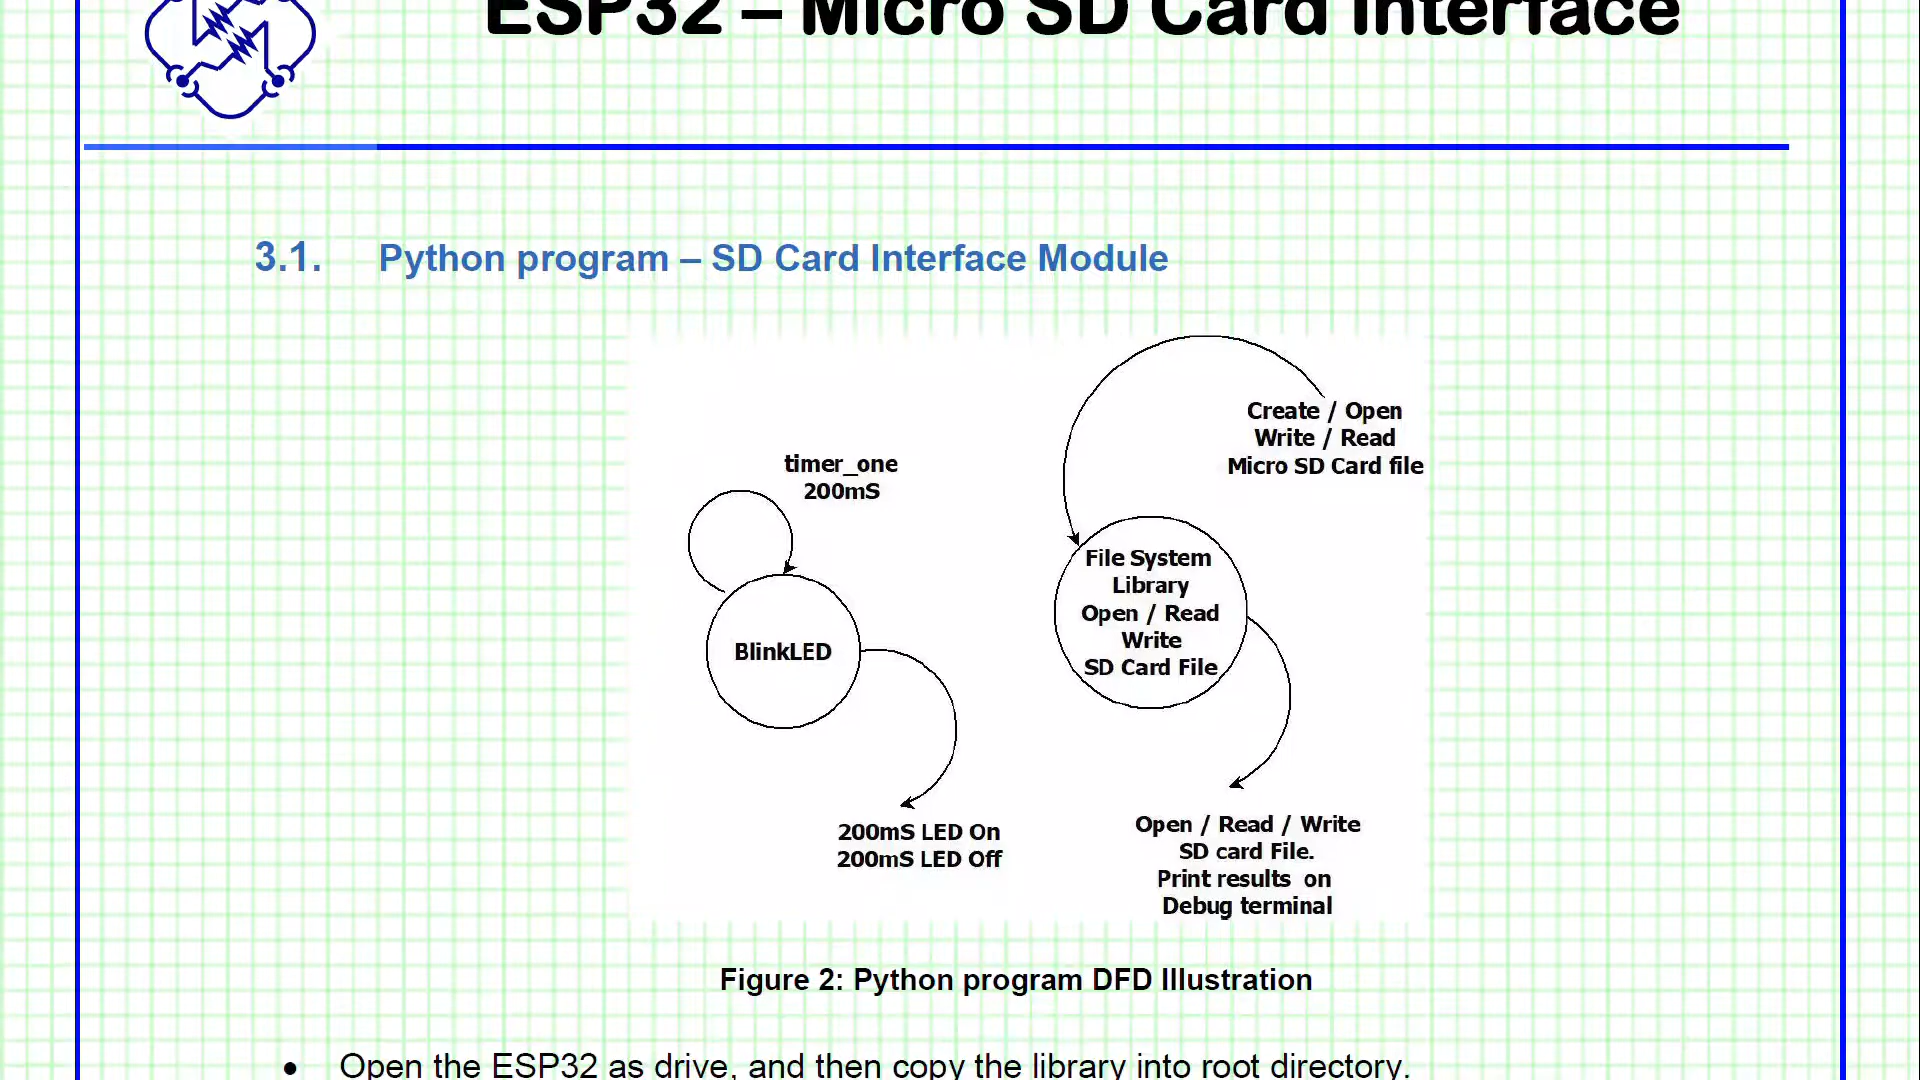 ESP32 – Micro SD Card Interface
3.1. Python program – SD Card Interface Module
timer_one
200mS
BlinkLED
200mS LED On
200mS LED Off
Create / Open
Write / Read
Micro SD Card file
File System
Library
Open / Read
Write
SD Card File
Open / Read / Write
SD card File.
Print results on
Debug terminal
Figure 2: Python program DFD Illustration
• Open the ESP32 as drive, and then copy the library into root directory.